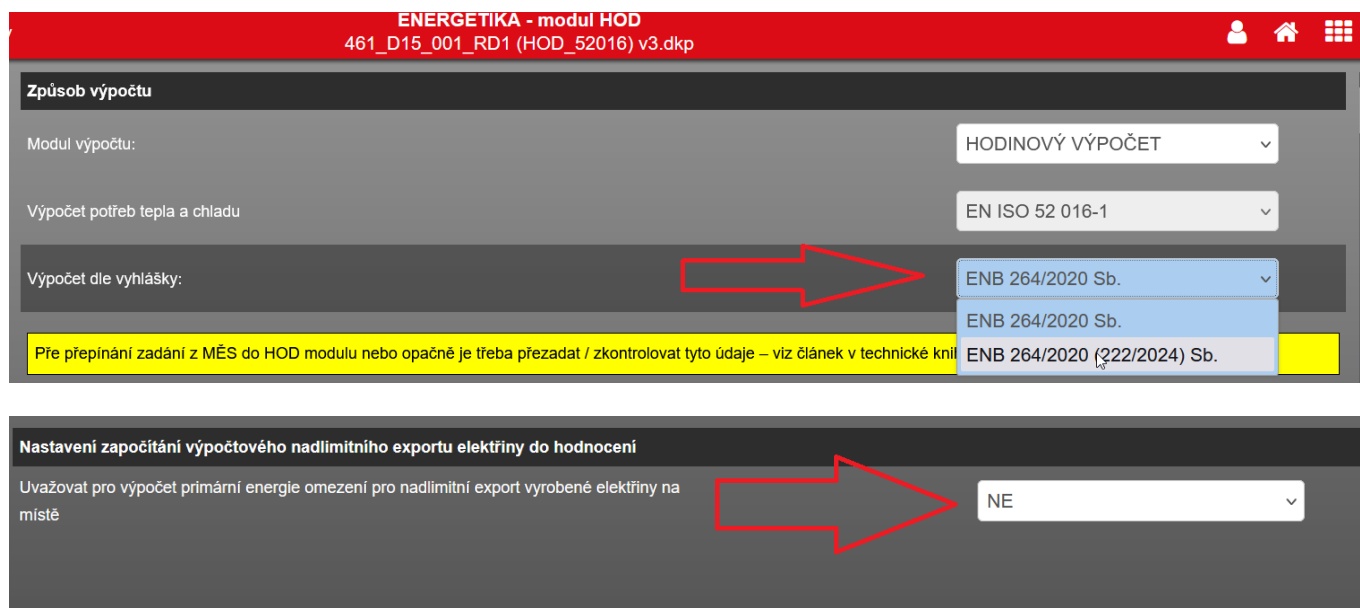 ENERGETIKA - modul HOD
461_D15_001_RD1 (HOD_52016) v3.dkp
Způsob výpočtu
Modul výpočtu:
HODINOVÝ VÝPOČET
Výpočet potřeb tepla a chladu
EN ISO 52 016-1
Výpočet dle vyhlášky:
ENB 264/2020 Sb.
ENB 264/2020 Sb.
Pře přepínání zadání z MĚS do HOD modulu nebo opačně je třeba přezadat / zkontrolovat tyto údaje – viz článek v technické
ENB 264/2020 (222/2024) Sb.
Nastavení započítání výpočtového nadlimitního exportu elektřiny do hodnocení
Uvažovat pro výpočet primární energie omezení pro nadlimitní export vyrobené elektřiny na
místě
NE